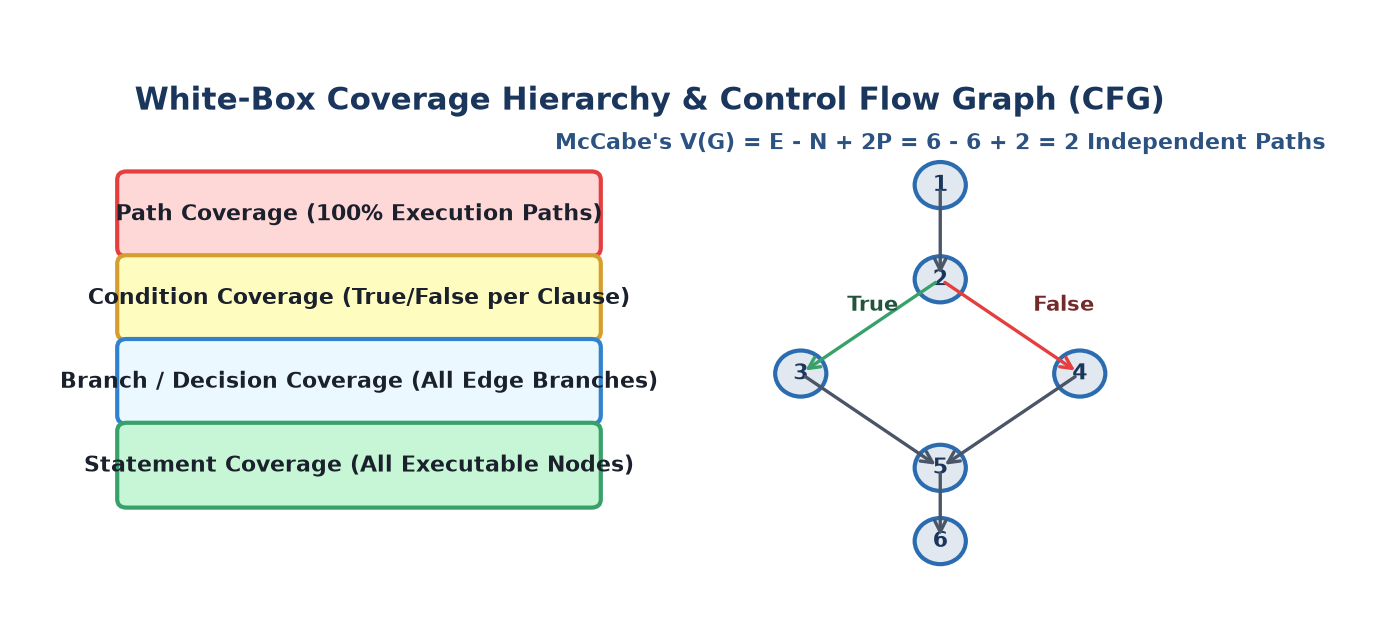 White-Box Coverage Hierarchy & Control Flow Graph (CFG)
McCabe's V(G) = E - N + 2P = 6 - 6 + 2 = 2 Independent Paths
Path Coverage (100% Execution Paths)
Condition Coverage (True/False per Clause)
Branch / Decision Coverage (All Edge Branches)
Statement Coverage (All Executable Nodes)
1
2
True
False
3
4
5
6